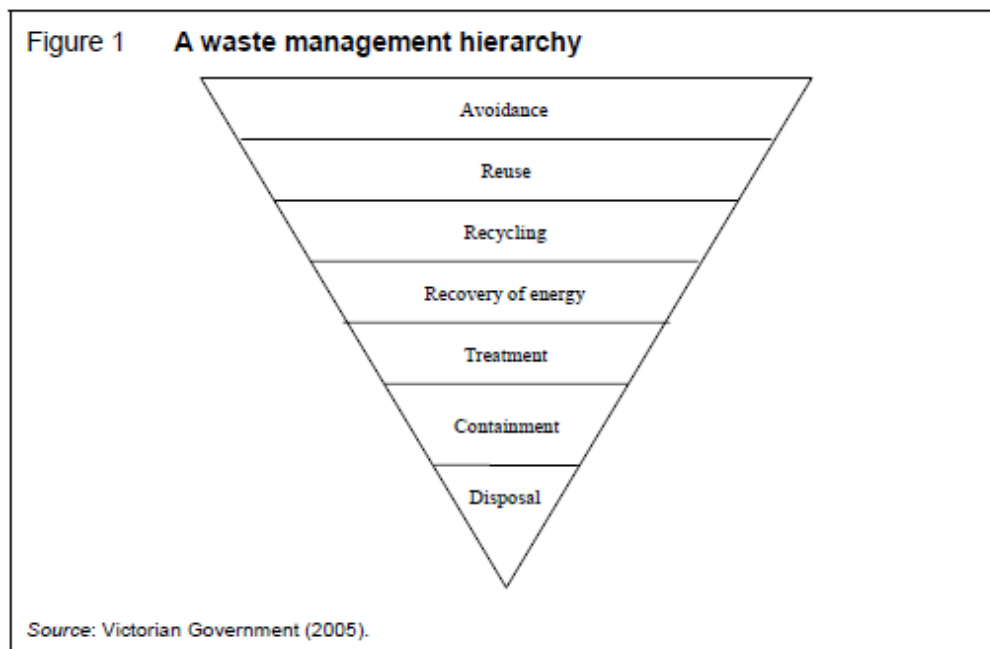 Figure 1 A waste management hierarchy
Avoidance
Reuse
Recycling
Recovery of energy
Treatment
Containment
Disposal
Source: Victorian Government (2005).